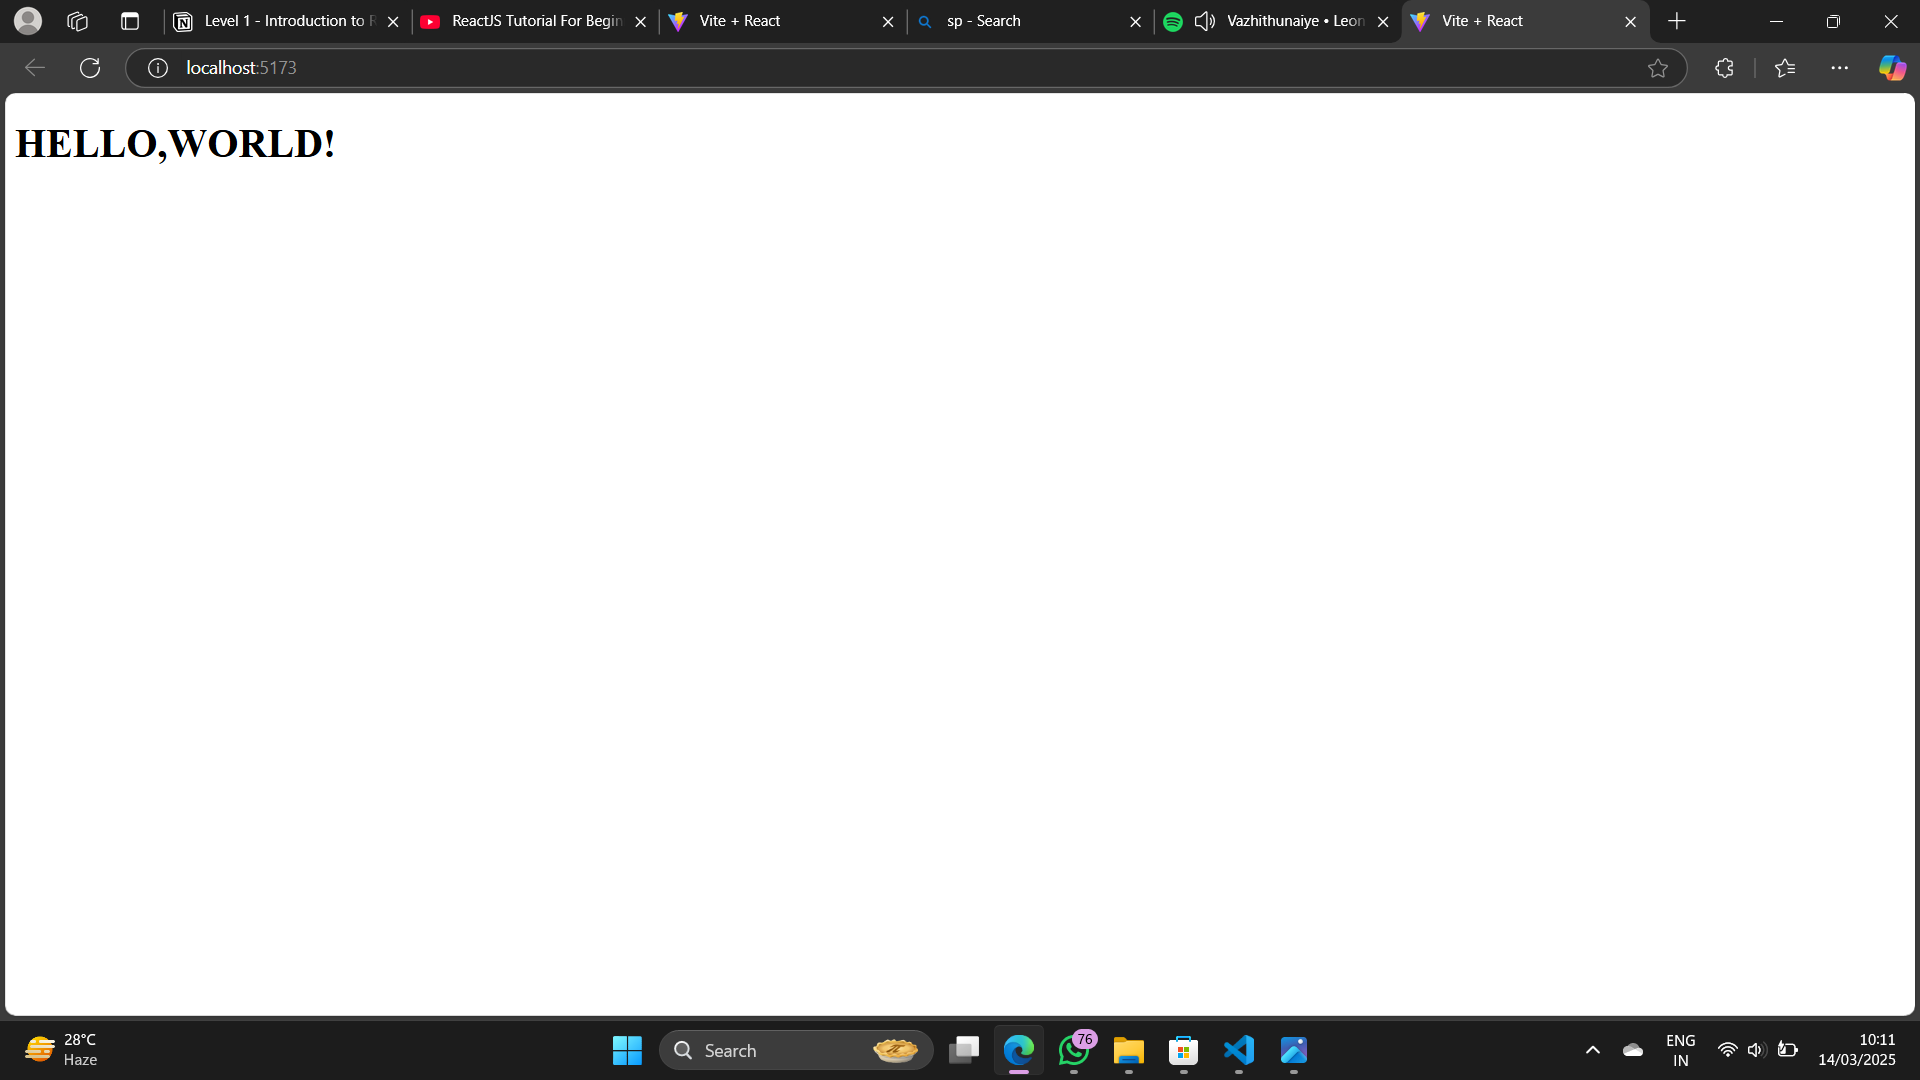 Level 1 - Introduction to R
ReactJS Tutorial For Begin
Vite + React
sp - Search
Vazhithunaiye • Leon
Vite + React
localhost:5173
HELLO,WORLD!
28°C
Haze
Search
76
ENG
IN
10:11
14/03/2025